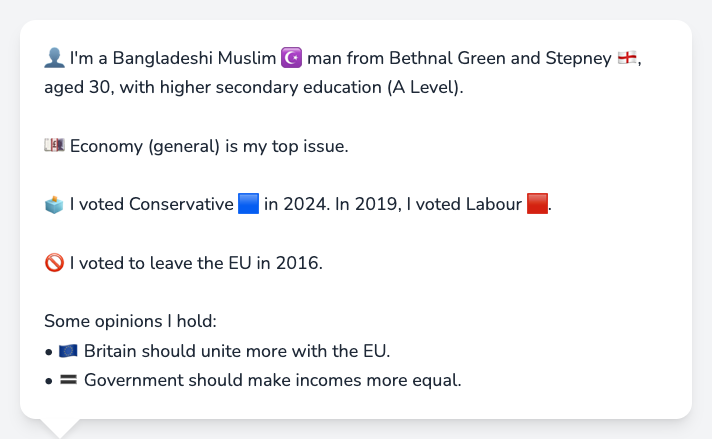 👤 I'm a Bangladeshi Muslim ☪️ man from Bethnal Green and Stepney 🏴󠁧󠁢󠁥󠁮󠁧󠁿,
aged 30, with higher secondary education (A Level).
💷 Economy (general) is my top issue.
🗳️ I voted Conservative 🟦 in 2024. In 2019, I voted Labour 🟥.
🚫 I voted to leave the EU in 2016.
Some opinions I hold:
• 🇪🇺 Britain should unite more with the EU.
• 🟰 Government should make incomes more equal.